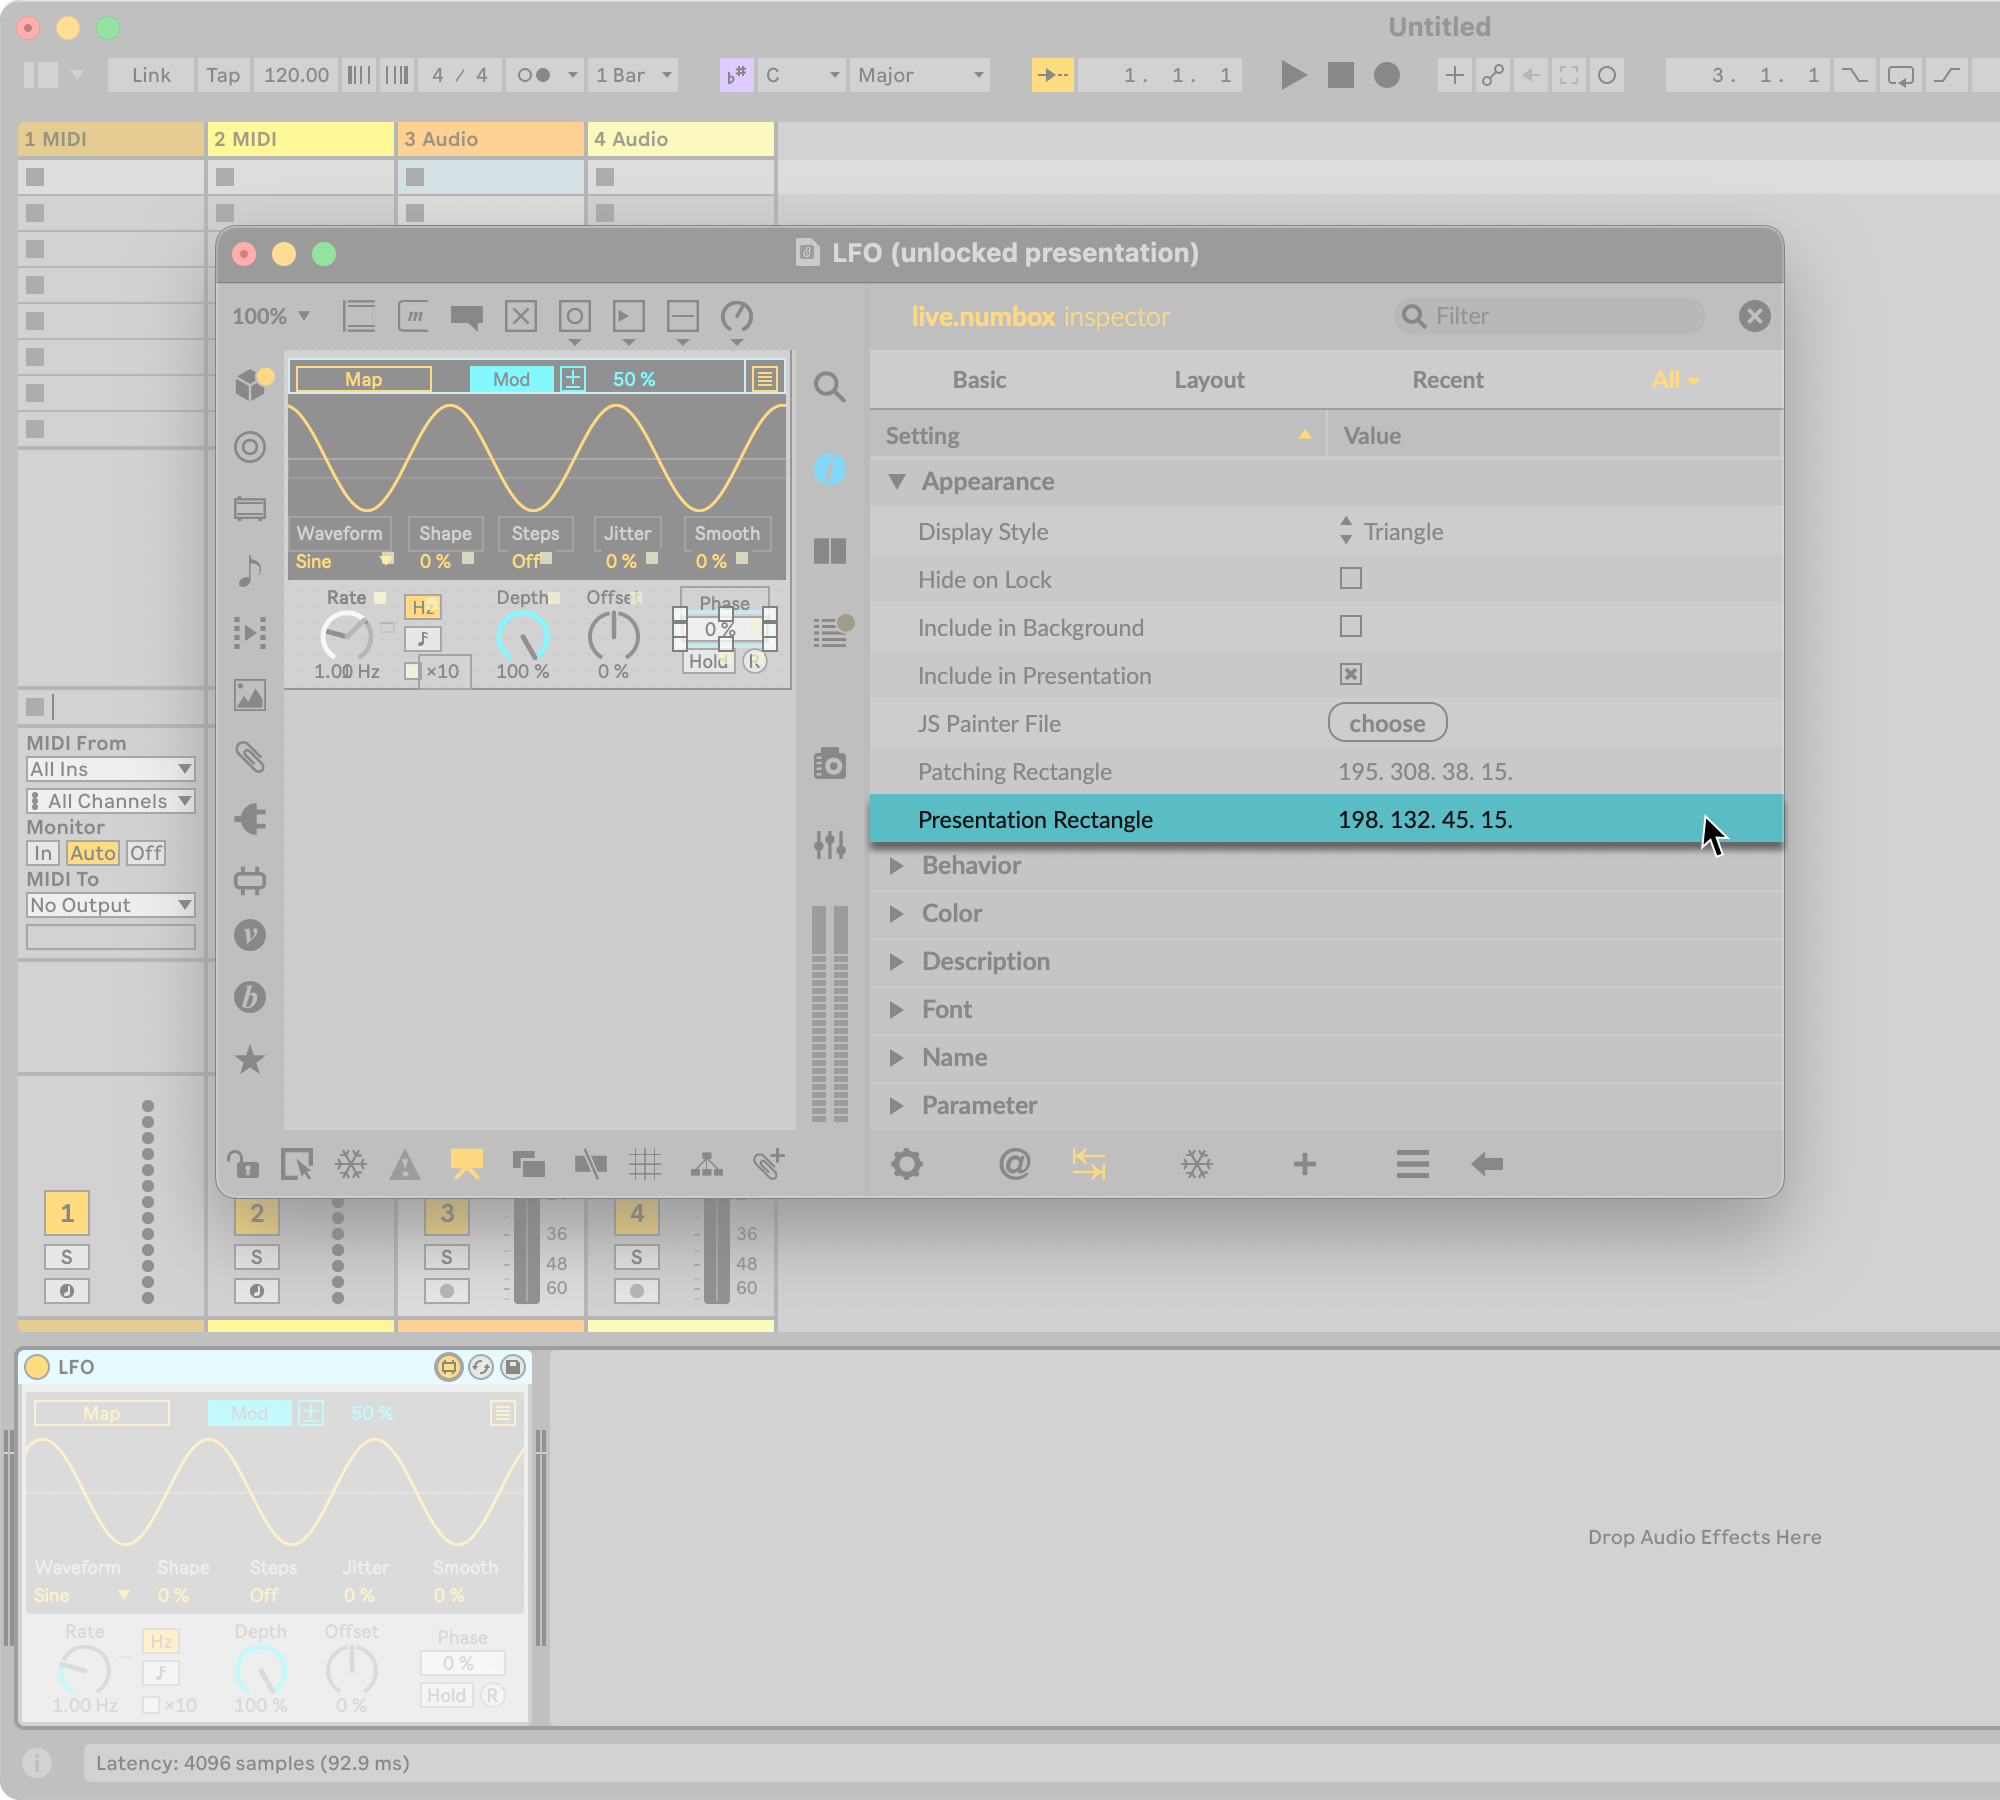 Untitled
Link Tap 120.00 4 / 4 1 Bar C Major 1. 1. 1 3. 1. 1
1 MIDI 2 MIDI 3 Audio 4 Audio
LFO (unlocked presentation)
100% m
live.numbox inspector
Filter
Basic Layout Recent All
Setting Value
Appearance
Display Style Triangle
Hide on Lock
Include in Background
Include in Presentation
JS Painter File choose
Patching Rectangle 195. 308. 38. 15.
Presentation Rectangle 198. 132. 45. 15.
Behavior
Color
Description
Font
Name
Parameter
Map Mod ± 50 %
Waveform Shape Steps Jitter Smooth
Sine 0 % Off 0 % 0 %
Rate Hz Depth Offset Phase
0 %
Hold R
1.00 Hz ×10 100 % 0 %
i
v
b
@
MIDI From
All Ins
All Channels
Monitor
In Auto Off
MIDI To
No Output
1 2 3 4
36 36
S S S S
48 48
60 60
LFO
Map Mod ± 50 %
Waveform Shape Steps Jitter Smooth
Sine 0 % Off 0 % 0 %
Rate Hz Depth Offset Phase
0 %
Hold R
1.00 Hz ×10 100 % 0 %
Drop Audio Effects Here
i Latency: 4096 samples (92.9 ms)